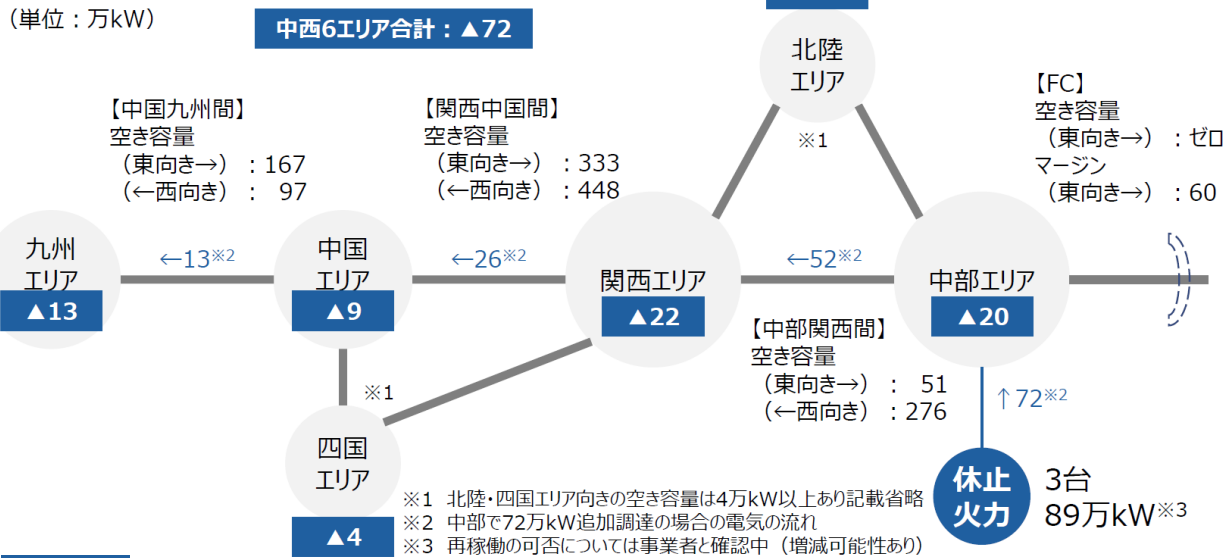 （単位：万kW）
中西6エリア合計：▲72
北陸
エリア
※1
【中国九州間】
空き容量
（東向き→）：167
（←西向き）： 97
【関西中国間】
空き容量
（東向き→）：333
（←西向き）：448
【FC】
空き容量
（東向き→）：ゼロ
マージン
（東向き→）：60
九州
エリア
▲13
←13※2
中国
エリア
▲9
←26※2
関西エリア
▲22
←52※2
中部エリア
▲20
【中部関西間】
空き容量
（東向き→）： 51
（←西向き）：276
↑72※2
※1
四国
エリア
▲4
休止
火力
3台
89万kW※3
※1 北陸・四国エリア向きの空き容量は4万kW以上あり記載省略
※2 中部で72万kW追加調達の場合の電気の流れ
※3 再稼働の可否については事業者と確認中（増減可能性あり）